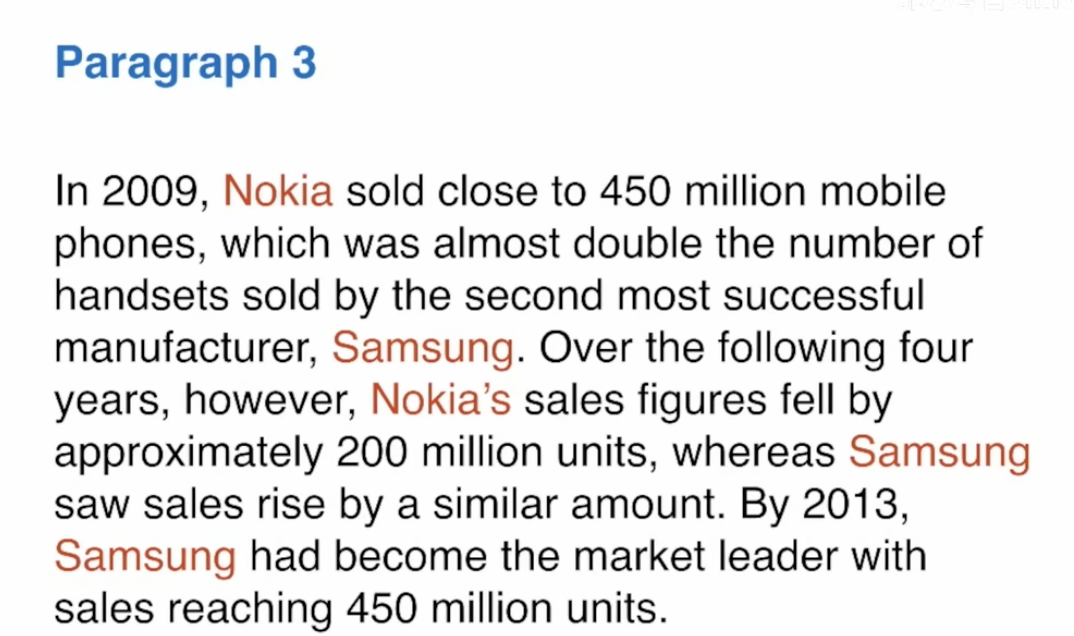 Paragraph 3
In 2009, Nokia sold close to 450 million mobile
phones, which was almost double the number of
handsets sold by the second most successful
manufacturer, Samsung. Over the following four
years, however, Nokia’s sales figures fell by
approximately 200 million units, whereas Samsung
saw sales rise by a similar amount. By 2013,
Samsung had become the market leader with
sales reaching 450 million units.